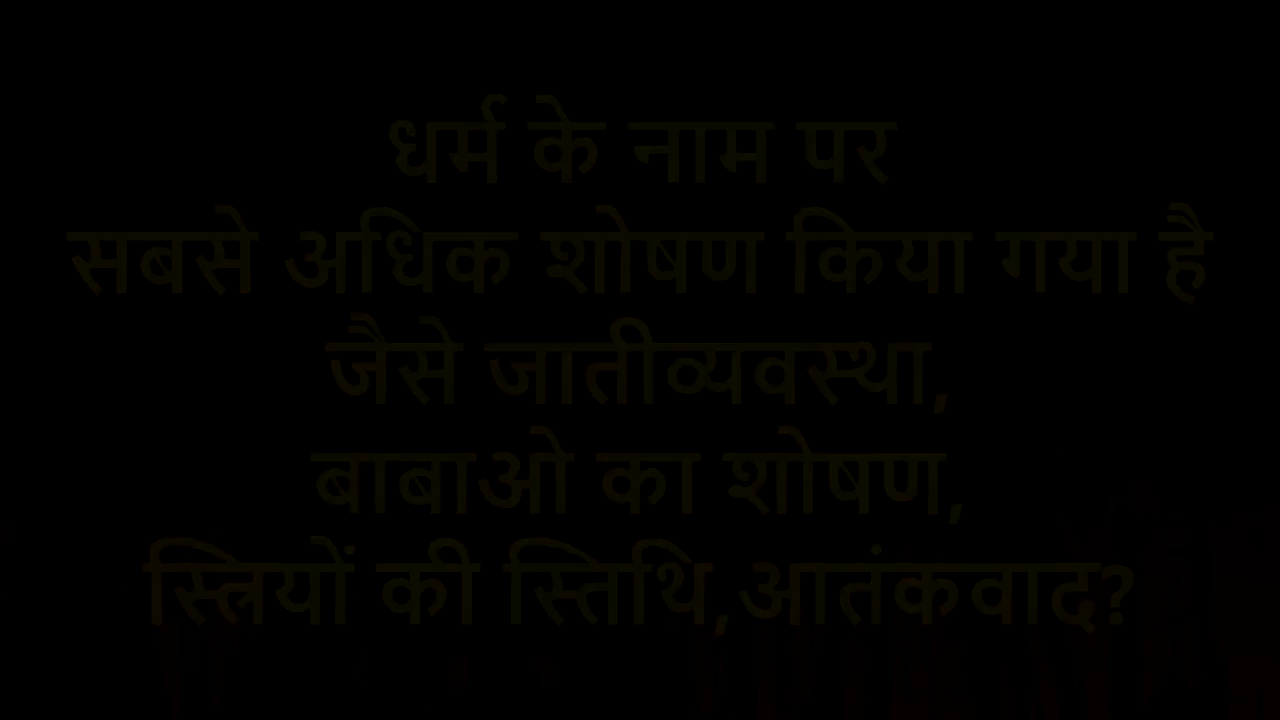 धर्म के नाम पर
सबसे अधिक शोषण किया गया है
जैसे जातीव्यवस्था,
बाबाओ का शोषण,
स्त्रियों की स्तिथि,आतंकवाद?